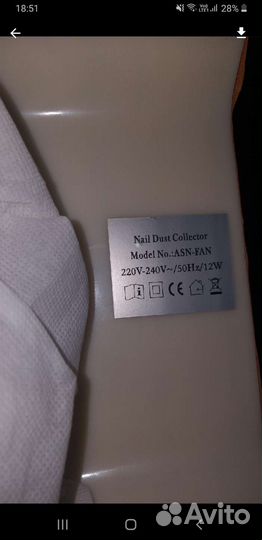 18:51
28%
Nail Dust Collector
Model No.:ASN-FAN
220V-240V~/50Hz/12W
CE
Avito